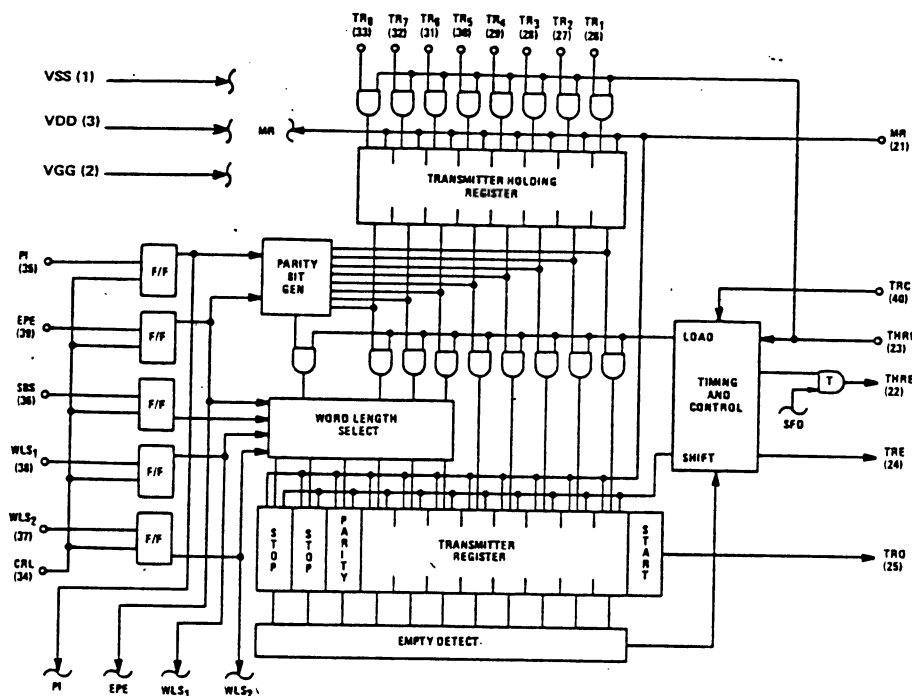 TR8 TR7 TR6 TR5 TR4 TR3 TR2 TR1
(33) (32) (31) (30) (29) (28) (27) (26)
VSS (1)
VDD (3)
VGG (2)
MR
MR
(21)
TRANSMITTER HOLDING
REGISTER
PI
(35)
F/F
PARITY
BIT
GEN
EPE
(39)
F/F
SBS
(36)
F/F
WLS1
(38)
F/F
WLS2
(37)
F/F
CRL
(34)
TRC
(40)
LOAD
THRL
(23)
TIMING
AND
CONTROL
T
THRE
(22)
SFD
SHIFT
TRE
(24)
WORD LENGTH
SELECT
STOP
STOP
PARITY
TRANSMITTER
REGISTER
START
TRO
(25)
EMPTY DETECT
PI EPE WLS1 WLS2